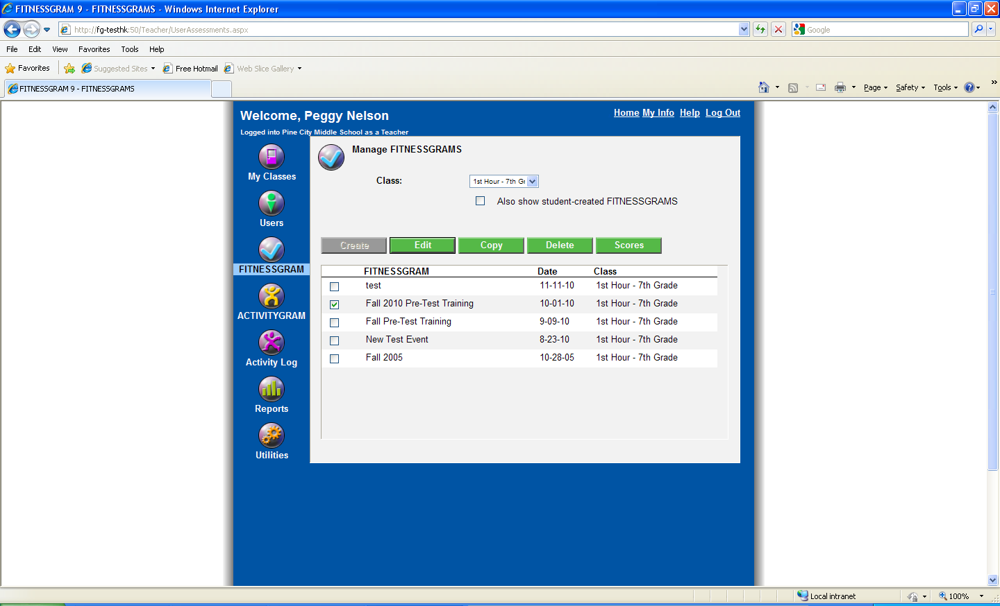 FITNESSGRAM 9 - FITNESSGRAMS - Windows Internet Explorer
http://fg-testhk:50/Teacher/UserAssessments.aspx
Google
File Edit View Favorites Tools Help
Favorites Suggested Sites Free Hotmail Web Slice Gallery
FITNESSGRAM 9 - FITNESSGRAMS
Page Safety Tools
Welcome, Peggy Nelson
Home My Info Help Log Out
Logged into Pine City Middle School as a Teacher
My Classes
Users
FITNESSGRAM
ACTIVITYGRAM
Activity Log
Reports
Utilities
Manage FITNESSGRAMS
Class: 1st Hour - 7th Gr
Also show student-created FITNESSGRAMS
Create Edit Copy Delete Scores
FITNESSGRAM Date Class
test 11-11-10 1st Hour - 7th Grade
Fall 2010 Pre-Test Training 10-01-10 1st Hour - 7th Grade
Fall Pre-Test Training 9-09-10 1st Hour - 7th Grade
New Test Event 8-23-10 1st Hour - 7th Grade
Fall 2005 10-28-05 1st Hour - 7th Grade
Local intranet
100%